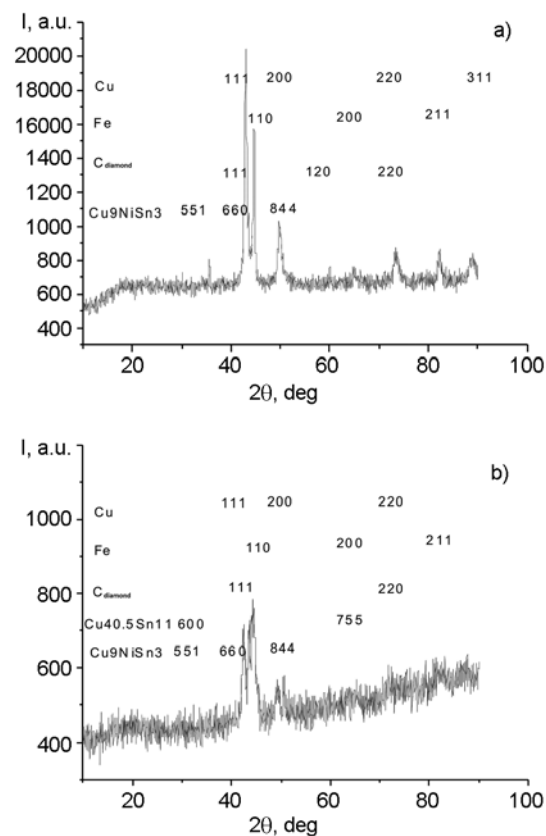 I, a.u.
a)
20000
18000
16000
1400
1200
1000
800
600
400
Cu 111 200 220 311
Fe 110 200 211
C diamond 111 120 220
Cu9NiSn3 551 660 844
20 40 60 80 100
2θ, deg
I, a.u.
b)
1000
800
600
400
Cu 111 200 220
Fe 110 200 211
C diamond 111 220
Cu40.5Sn11 600 755
Cu9NiSn3 551 660 844
20 40 60 80 100
2θ, deg